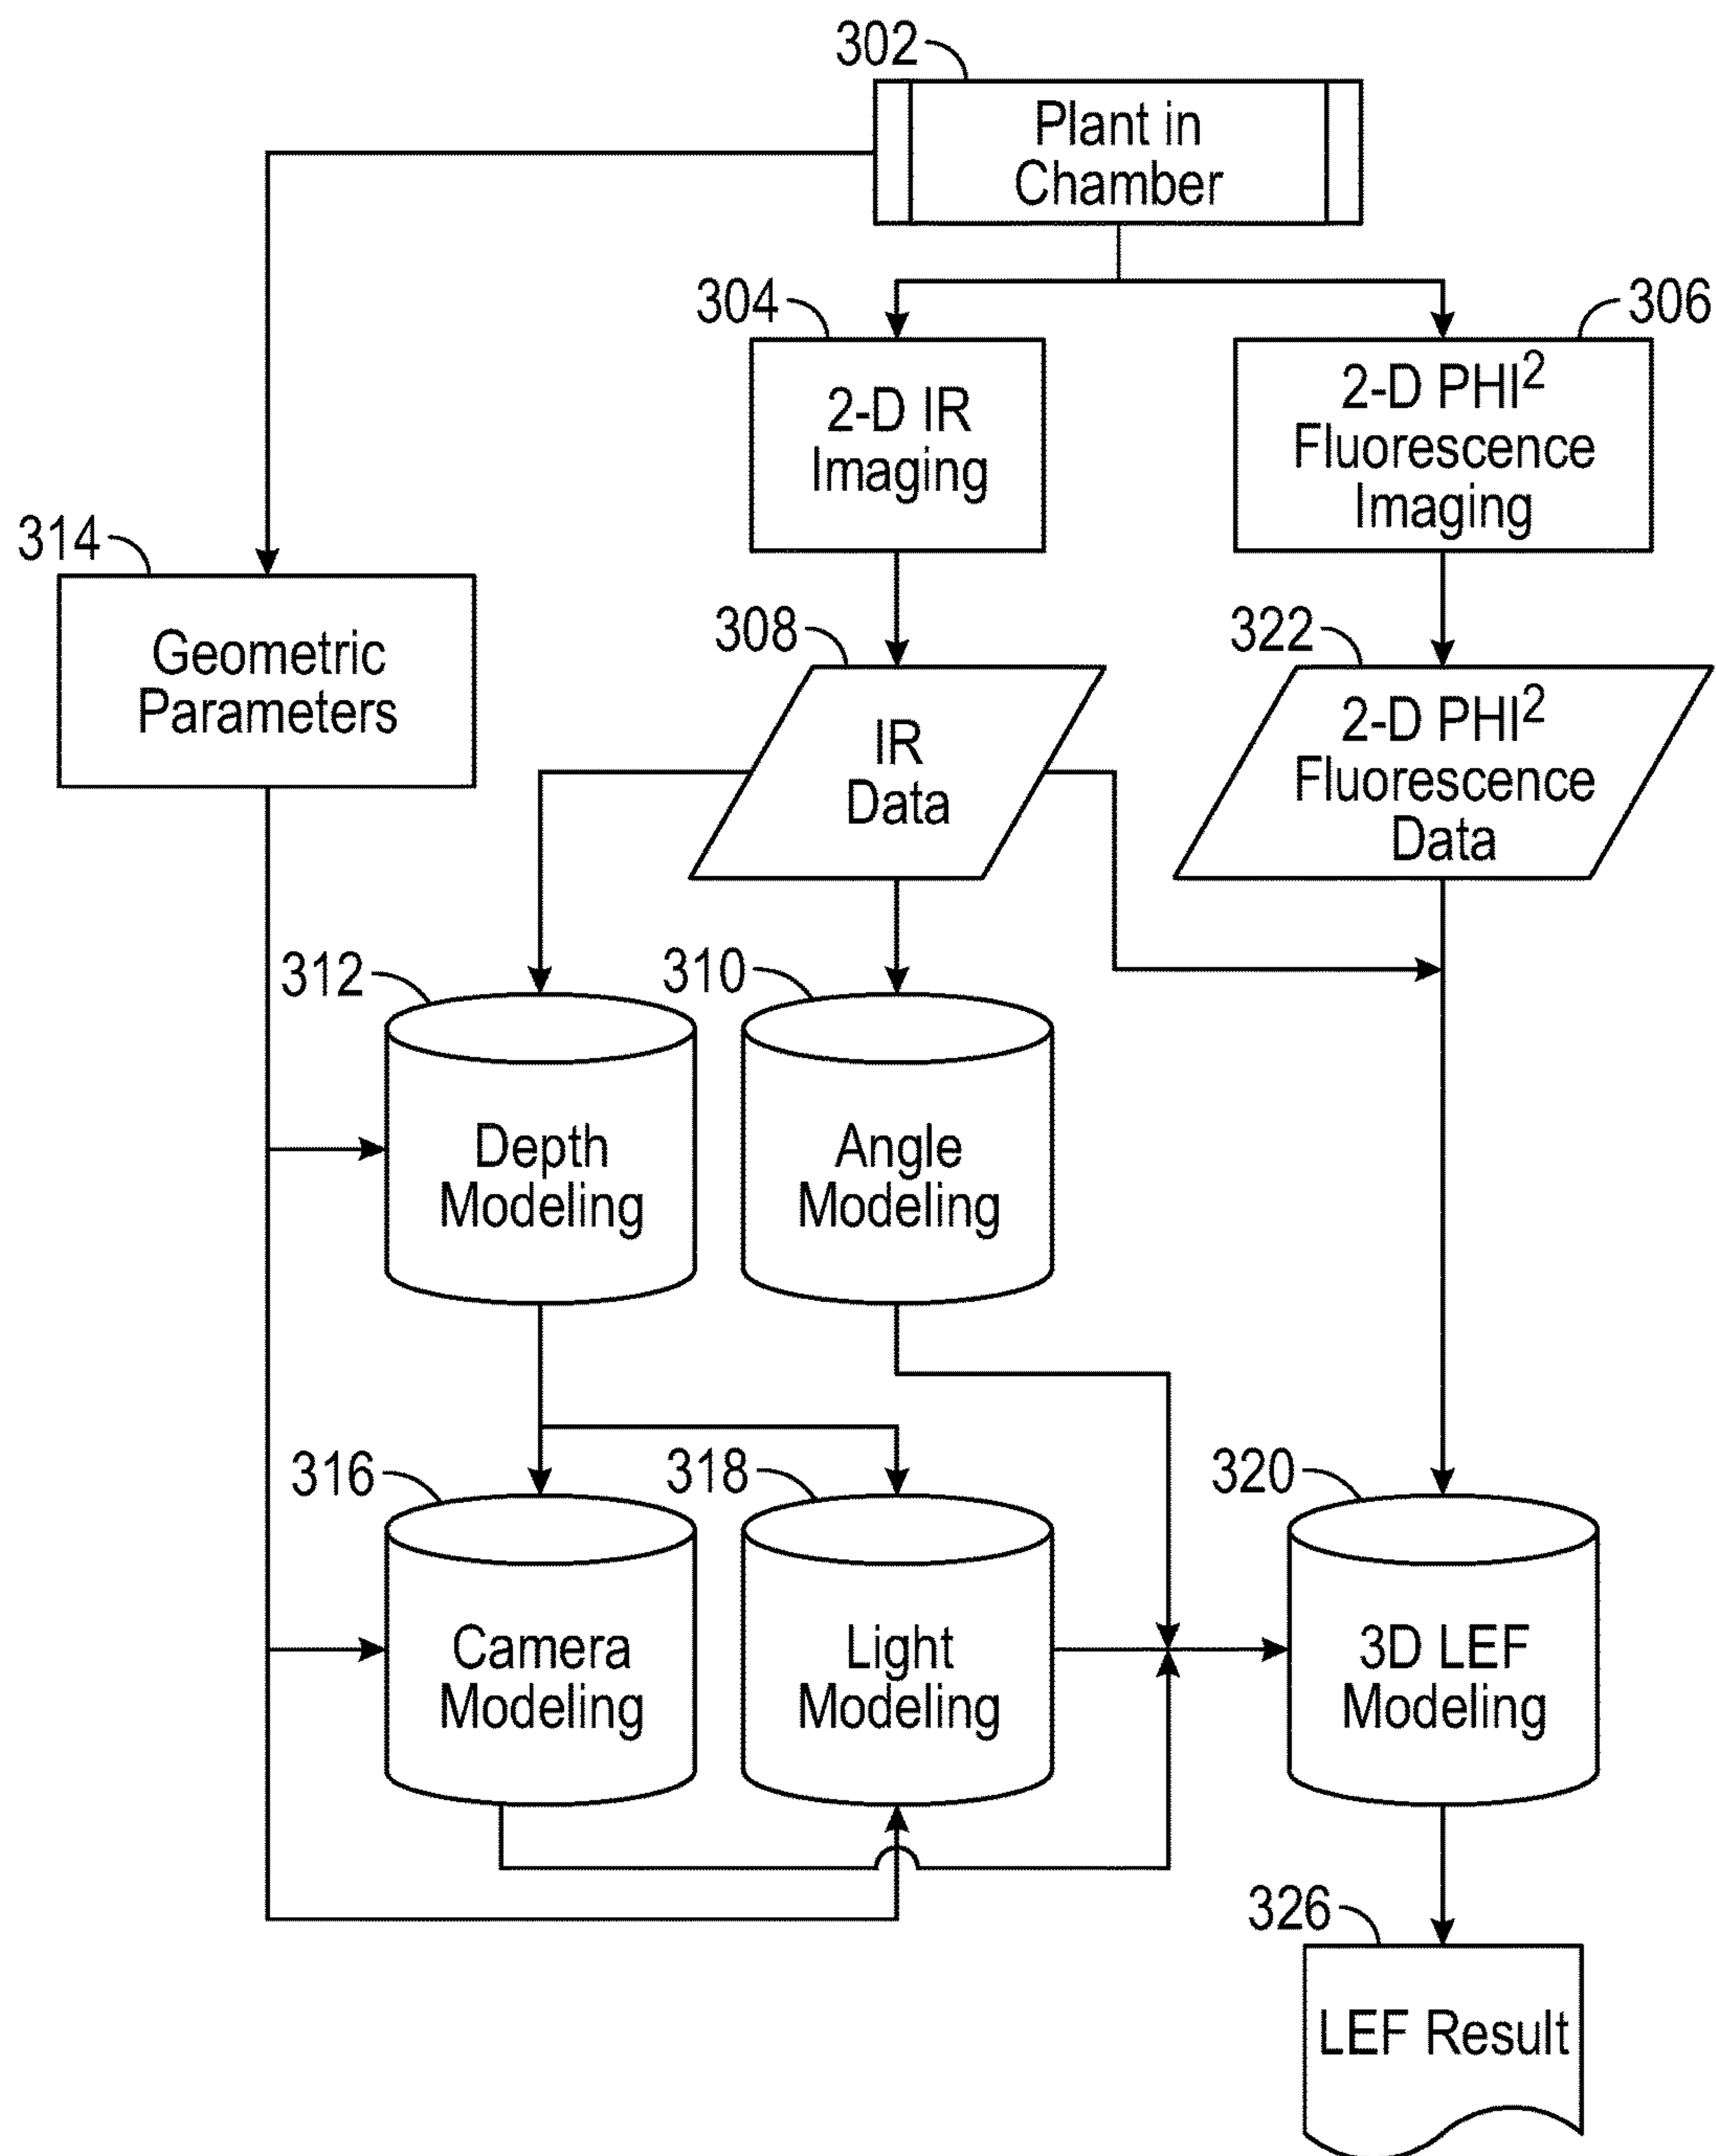 302
Plant in
Chamber
304
306
2-D IR
Imaging
2-D PHI²
Fluorescence
Imaging
314
Geometric
Parameters
308
IR
Data
322
2-D PHI²
Fluorescence
Data
312
Depth
Modeling
310
Angle
Modeling
316
Camera
Modeling
318
Light
Modeling
320
3D LEF
Modeling
326
LEF Result